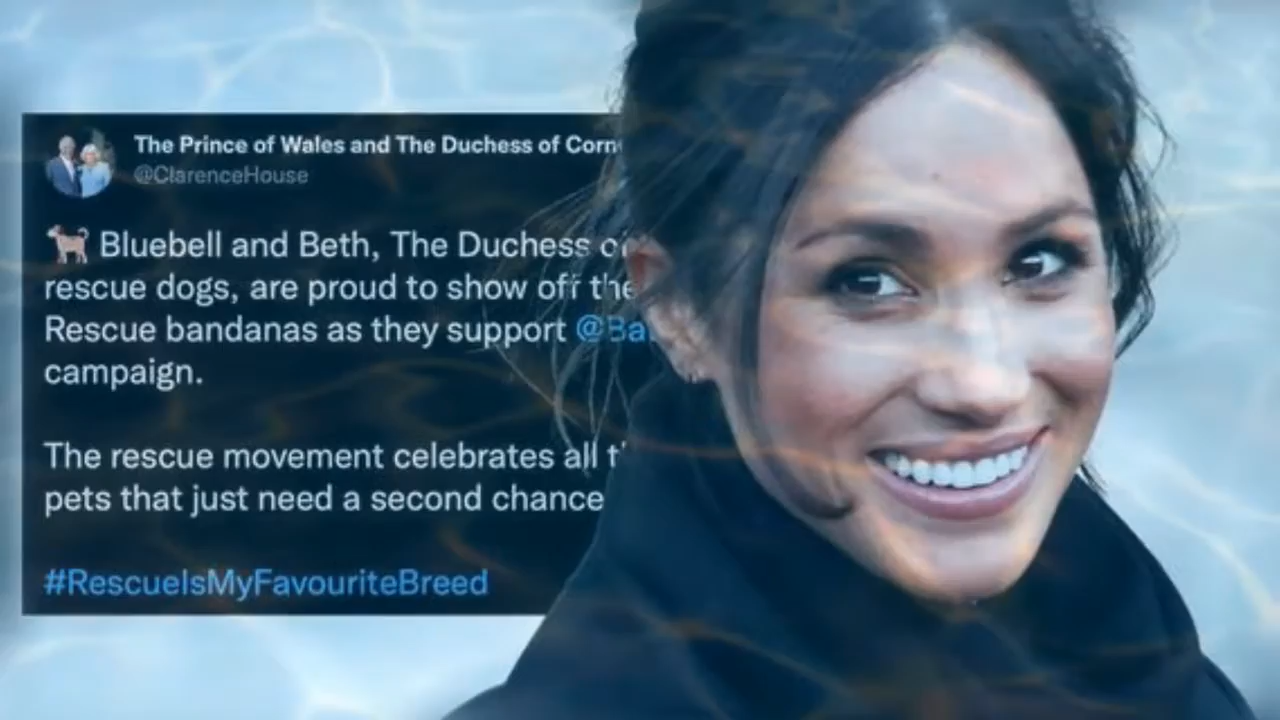 The Prince of Wales and The Duchess of
@ClarenceHouse
Bluebell and Beth, The Duchess
rescue dogs, are proud to show off
Rescue bandanas as they support
campaign.
The rescue movement celebrates all
pets that just need a second chance
#RescueIsMyFavouriteBreed